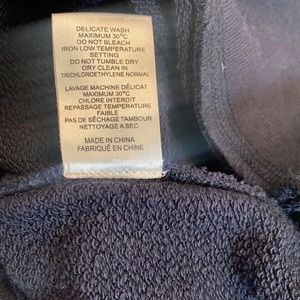 DELICATE WASH
MAXIMUM 30°C
DO NOT BLEACH
IRON LOW TEMPERATURE
SETTING
DO NOT TUMBLE DRY
DRY CLEAN IN
TRICHLOROETHYLENE NORMAL
LAVAGE MACHINE DÉLICAT
MAXIMUM 30°C
CHLORE INTERDIT
REPASSAGE TEMPERATURE
FAIBLE
PAS DE SÉCHAGE TAMBOUR
NETTOYAGE A SEC
MADE IN CHINA
FABRIQUÉ EN CHINE